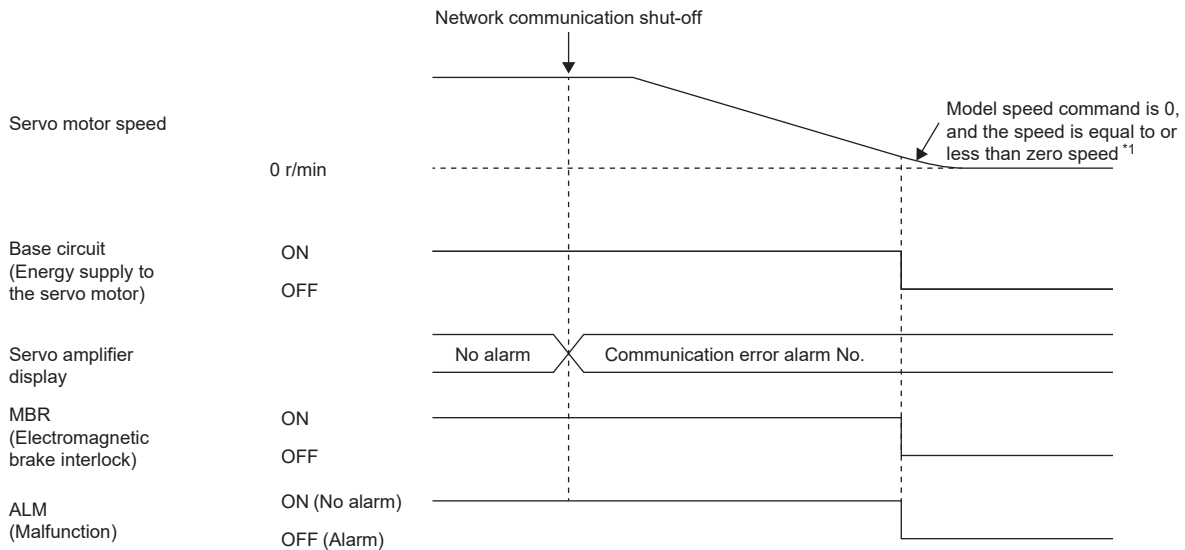 Network communication shut-off
Servo motor speed
0 r/min
Model speed command is 0,
and the speed is equal to or
less than zero speed *1
Base circuit
(Energy supply to
the servo motor)
ON
OFF
Servo amplifier
display
No alarm
Communication error alarm No.
MBR
(Electromagnetic
brake interlock)
ON
OFF
ALM
(Malfunction)
ON (No alarm)
OFF (Alarm)